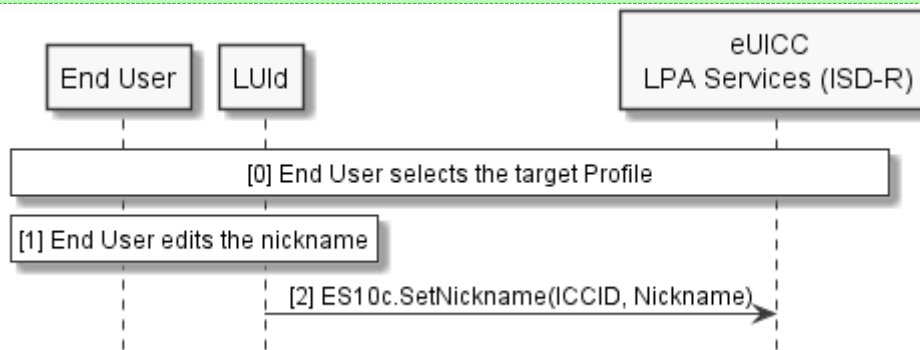 End User
LUId
eUICC
LPA Services (ISD-R)
[0] End User selects the target Profile
[1] End User edits the nickname
[2] ES10c.SetNickname(ICCID, Nickname)